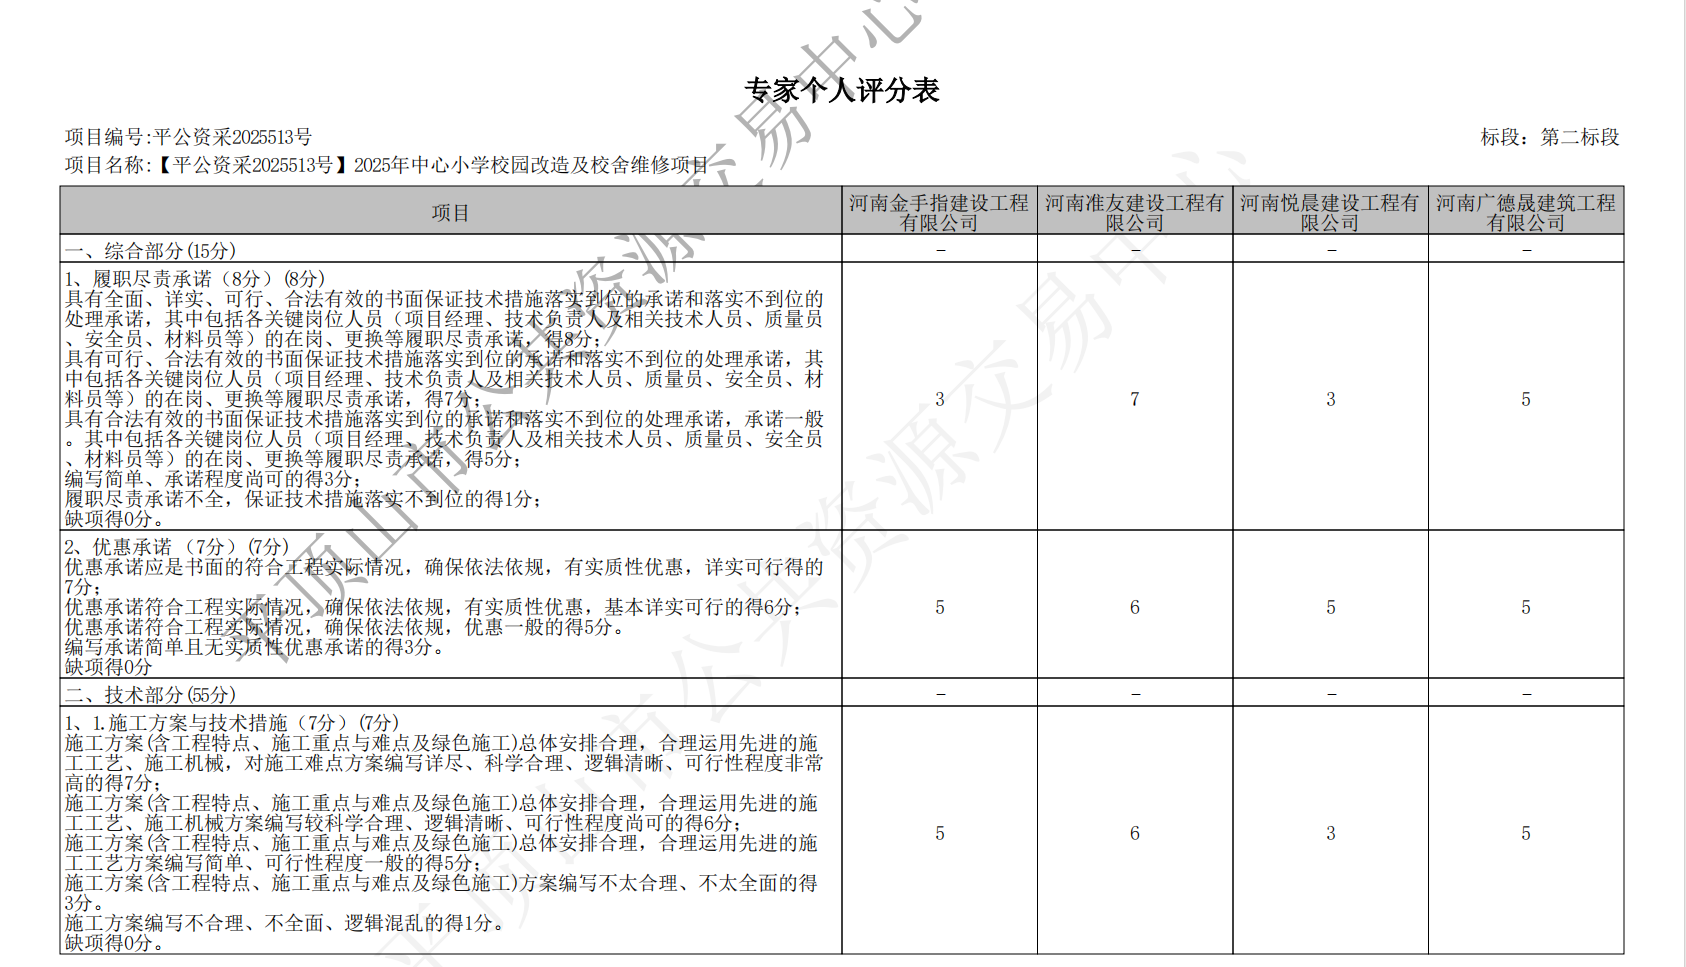 专家个人评分表
项目编号:平公资采2025513号
标段：第二标段
项目名称:【平公资采2025513号】2025年中心小学校园改造及校舍维修项目
项目
河南金手指建设工程
有限公司
河南准友建设工程有
限公司
河南悦晨建设工程有
限公司
河南广德晟建筑工程
有限公司
一、综合部分(15分)
-
-
-
-
1、履职尽责承诺（8分）(8分)
具有全面、详实、可行、合法有效的书面保证技术措施落实到位的承诺和落实不到位的
处理承诺，其中包括各关键岗位人员（项目经理、技术负责人及相关技术人员、质量员
、安全员、材料员等）的在岗、更换等履职尽责承诺，得8分；
具有可行、合法有效的书面保证技术措施落实到位的承诺和落实不到位的处理承诺，其
中包括各关键岗位人员（项目经理、技术负责人及相关技术人员、质量员、安全员、材
料员等）的在岗、更换等履职尽责承诺，得7分；
具有合法有效的书面保证技术措施落实到位的承诺和落实不到位的处理承诺，承诺一般
。其中包括各关键岗位人员（项目经理、技术负责人及相关技术人员、质量员、安全员
、材料员等）的在岗、更换等履职尽责承诺，得5分；
编写简单、承诺程度尚可的得3分；
履职尽责承诺不全，保证技术措施落实不到位的得1分；
缺项得0分。
3
7
3
5
2、优惠承诺 （7分）(7分)
优惠承诺应是书面的符合工程实际情况，确保依法依规，有实质性优惠，详实可行得的
7分；
优惠承诺符合工程实际情况，确保依法依规，有实质性优惠，基本详实可行的得6分；
优惠承诺符合工程实际情况，确保依法依规，优惠一般的得5分。
编写承诺简单且无实质性优惠承诺的得3分。
缺项得0分
5
6
5
5
二、技术部分(55分)
-
-
-
-
1、1.施工方案与技术措施（7分）(7分)
施工方案(含工程特点、施工重点与难点及绿色施工)总体安排合理，合理运用先进的施
工工艺、施工机械，对施工难点方案编写详尽、科学合理、逻辑清晰、可行性程度非常
高的得7分；
施工方案(含工程特点、施工重点与难点及绿色施工)总体安排合理，合理运用先进的施
工工艺、施工机械方案编写较科学合理、逻辑清晰、可行性程度尚可的得6分；
施工方案(含工程特点、施工重点与难点及绿色施工)总体安排合理，合理运用先进的施
工工艺方案编写简单、可行性程度一般的得5分；
施工方案(含工程特点、施工重点与难点及绿色施工)方案编写不太合理、不太全面的得
3分。
施工方案编写不合理、不全面、逻辑混乱的得1分。
缺项得0分。
5
6
3
5
平顶山市公共资源交易中心
平顶山市公共资源交易中心